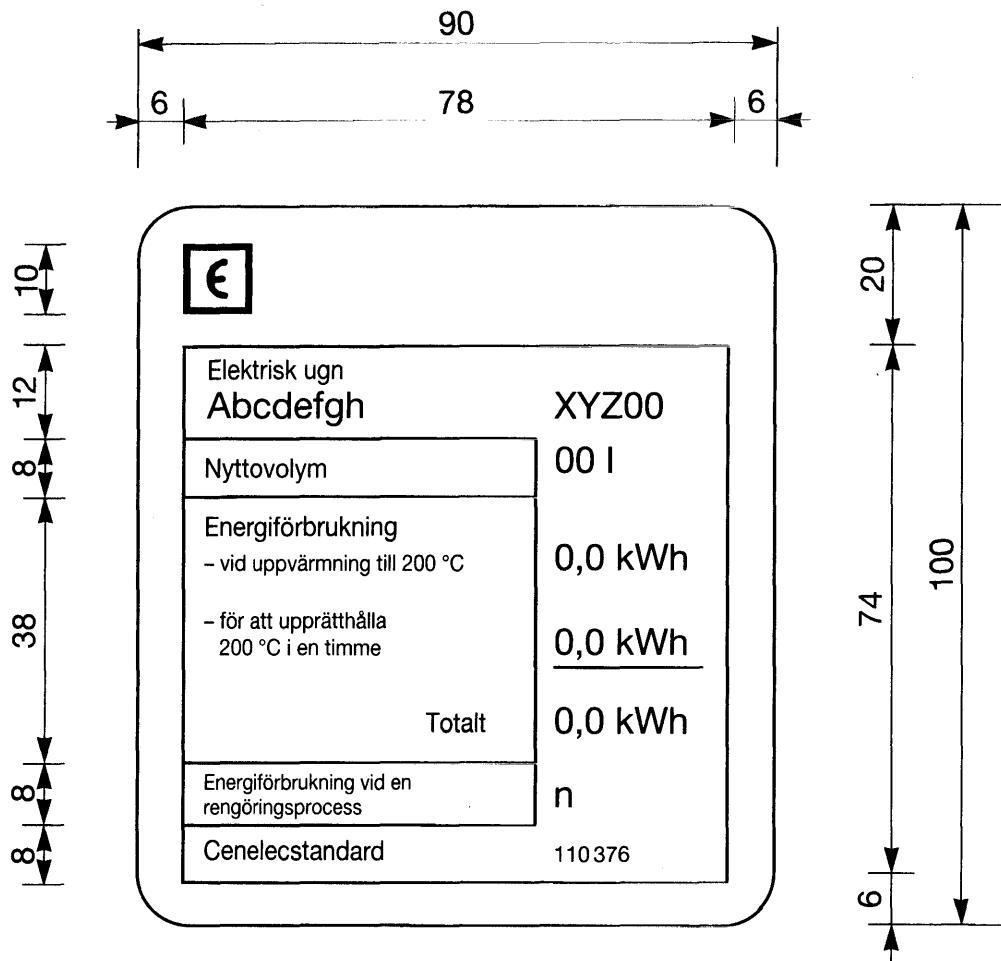 90
6 78 6
10
20
Є
Elektrisk ugn
Abcdefgh XYZ00
12
Nyttovolym 00 l
8
Energiförbrukning
– vid uppvärmning till 200 °C 0,0 kWh
– för att upprätthålla
200 °C i en timme 0,0 kWh
38
74
100
Totalt 0,0 kWh
Energiförbrukning vid en
rengöringsprocess n
8
Cenelecstandard 110 376
8
6